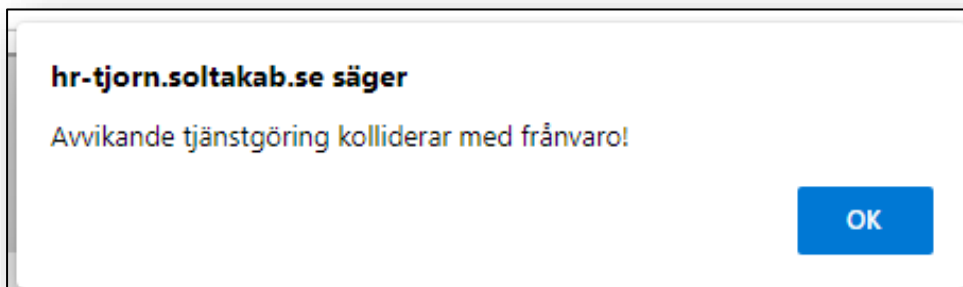 hr-tjorn.soltakab.se säger
Avvikande tjänstgöring kolliderar med frånvaro!
OK